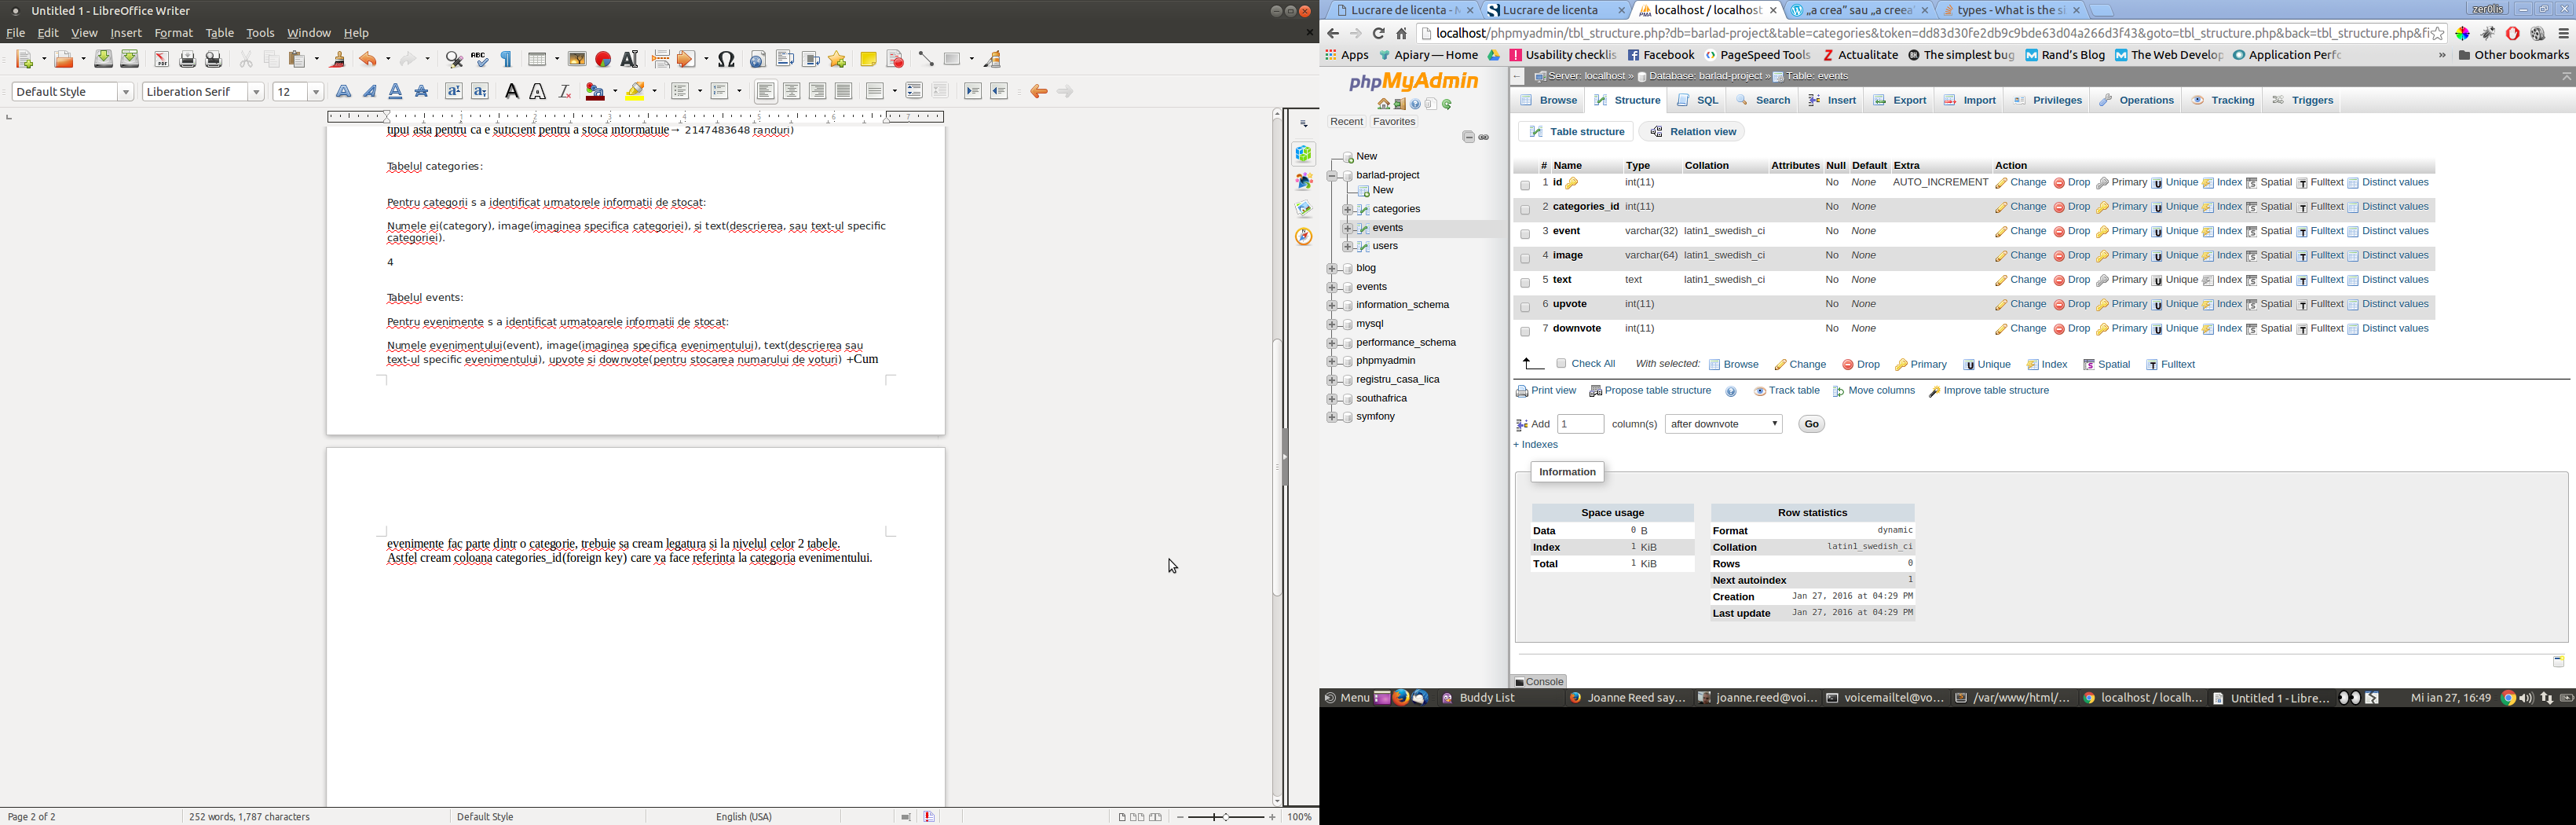 Untitled 1 - LibreOffice Writer
File Edit View Insert Format Table Tools Window Help
Default Style Liberation Serif 12
tipul asta pentru ca e suficient pentru a stoca informatiile→ 2147483648 randuri)
Tabelul categories:
Pentru categorii s a identificat urmatorele informatii de stocat:
Numele ei(category), image(imaginea specifica categoriei), si text(descrierea, sau text-ul specific
categoriei).
4
Tabelul events:
Pentru evenimente s a identificat urmatoarele informatii de stocat:
Numele evenimentului(event), image(imaginea specifica evenimentului), text(descrierea sau
text-ul specific evenimentului), upvote si downvote(pentru stocarea numarului de voturi) +Cum
evenimente fac parte dintr o categorie, trebuie sa cream legatura si la nivelul celor 2 tabele.
Astfel cream coloana categories_id(foreign key) care va face referinta la categoria evenimentului.
Page 2 of 2 252 words, 1,787 characters Default Style English (USA) 100%
Lucrare de licenta - Lucrare de licenta localhost / localhost „a crea” sau „a creea types - What is the si zer0lis
localhost/phpmyadmin/tbl_structure.php?db=barlad-project&table=categories&token=dd83d30fe2db9c9bde63d04a266d3f43&goto=tbl_structure.php&back=tbl_structure.php&fi
Apps Apiary — Home Usability checklis Facebook PageSpeed Tools Actualitate The simplest bug Rand's Blog The Web Develop Application Perfo » Other bookmarks
phpMyAdmin
Recent Favorites
New
barlad-project
New
categories
events
users
blog
events
information_schema
mysql
performance_schema
phpmyadmin
registru_casa_lica
southafrica
symfony
Server: localhost » Database: barlad-project » Table: events
Browse Structure SQL Search Insert Export Import Privileges Operations Tracking Triggers
Table structure Relation view
# Name Type Collation Attributes Null Default Extra Action
1 id int(11) No None AUTO_INCREMENT Change Drop Primary Unique Index Spatial Fulltext Distinct values
2 categories_id int(11) No None Change Drop Primary Unique Index Spatial Fulltext Distinct values
3 event varchar(32) latin1_swedish_ci No None Change Drop Primary Unique Index Spatial Fulltext Distinct values
4 image varchar(64) latin1_swedish_ci No None Change Drop Primary Unique Index Spatial Fulltext Distinct values
5 text text latin1_swedish_ci No None Change Drop Primary Unique Index Spatial Fulltext Distinct values
6 upvote int(11) No None Change Drop Primary Unique Index Spatial Fulltext Distinct values
7 downvote int(11) No None Change Drop Primary Unique Index Spatial Fulltext Distinct values
Check All With selected: Browse Change Drop Primary Unique Index Spatial Fulltext
Print view Propose table structure Track table Move columns Improve table structure
Add 1 column(s) after downvote Go
+ Indexes
Information
Space usage
Data 0 B
Index 1 KiB
Total 1 KiB
Row statistics
Format dynamic
Collation latin1_swedish_ci
Rows 0
Next autoindex 1
Creation Jan 27, 2016 at 04:29 PM
Last update Jan 27, 2016 at 04:29 PM
Console
Menu Buddy List Joanne Reed say... joanne.reed@voi... voicemailtel@vo... /var/www/html/... localhost / localh... Untitled 1 - Libre... Mi ian 27, 16:49